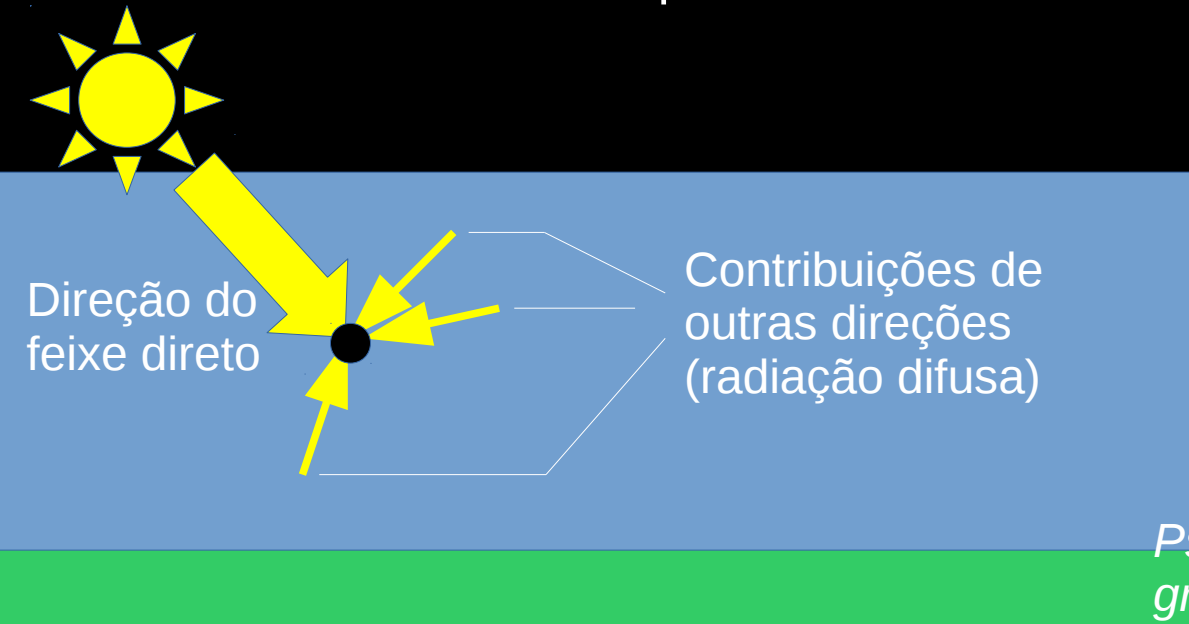 Direção do
feixe direto
Contribuições de
outras direções
(radiação difusa)